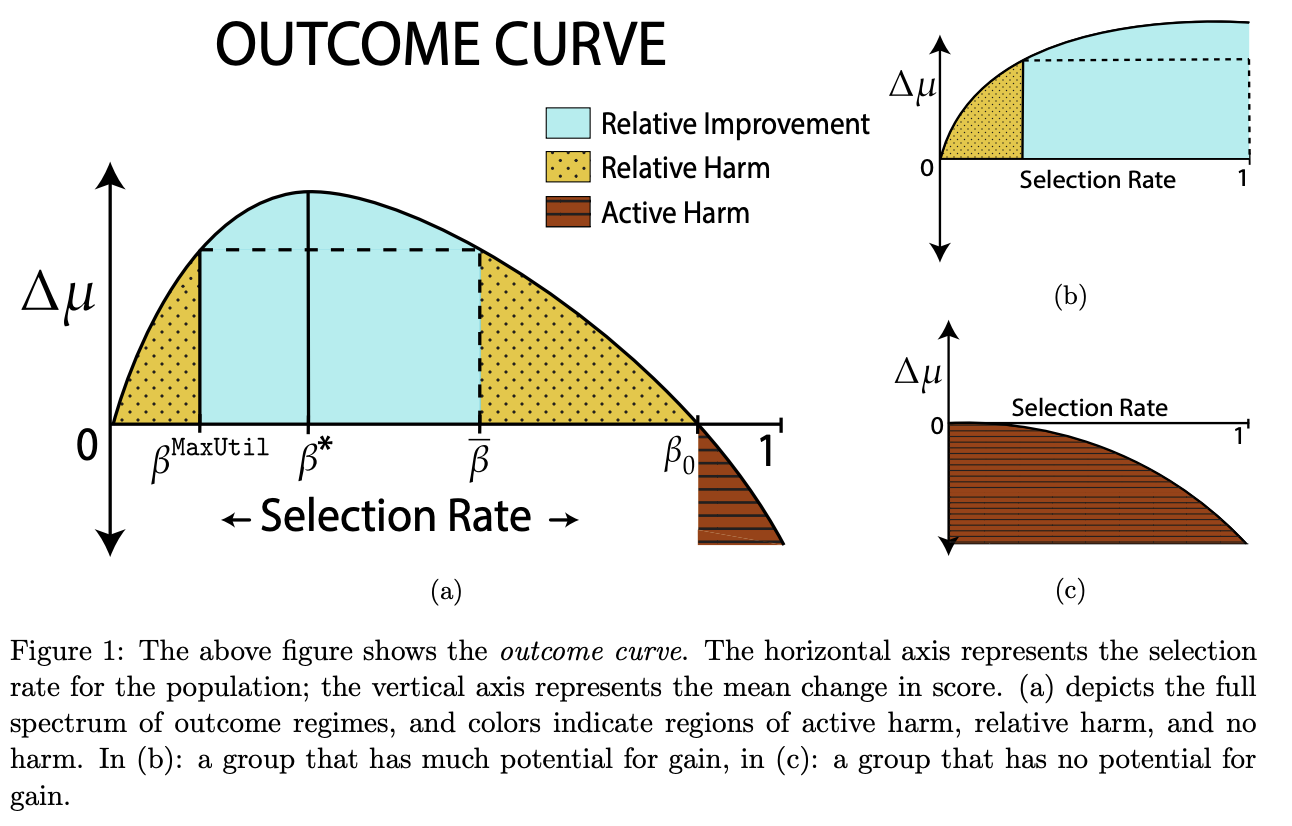 OUTCOME CURVE
Relative Improvement
Relative Harm
Active Harm
Δμ
0
β^MaxUtil
β*
β̅
β₀
1
← Selection Rate →
(a)
Δμ
0
Selection Rate
1
(b)
Δμ
Selection Rate
0
1
(c)
Figure 1: The above figure shows the outcome curve. The horizontal axis represents the selection
rate for the population; the vertical axis represents the mean change in score. (a) depicts the full
spectrum of outcome regimes, and colors indicate regions of active harm, relative harm, and no
harm. In (b): a group that has much potential for gain, in (c): a group that has no potential for
gain.